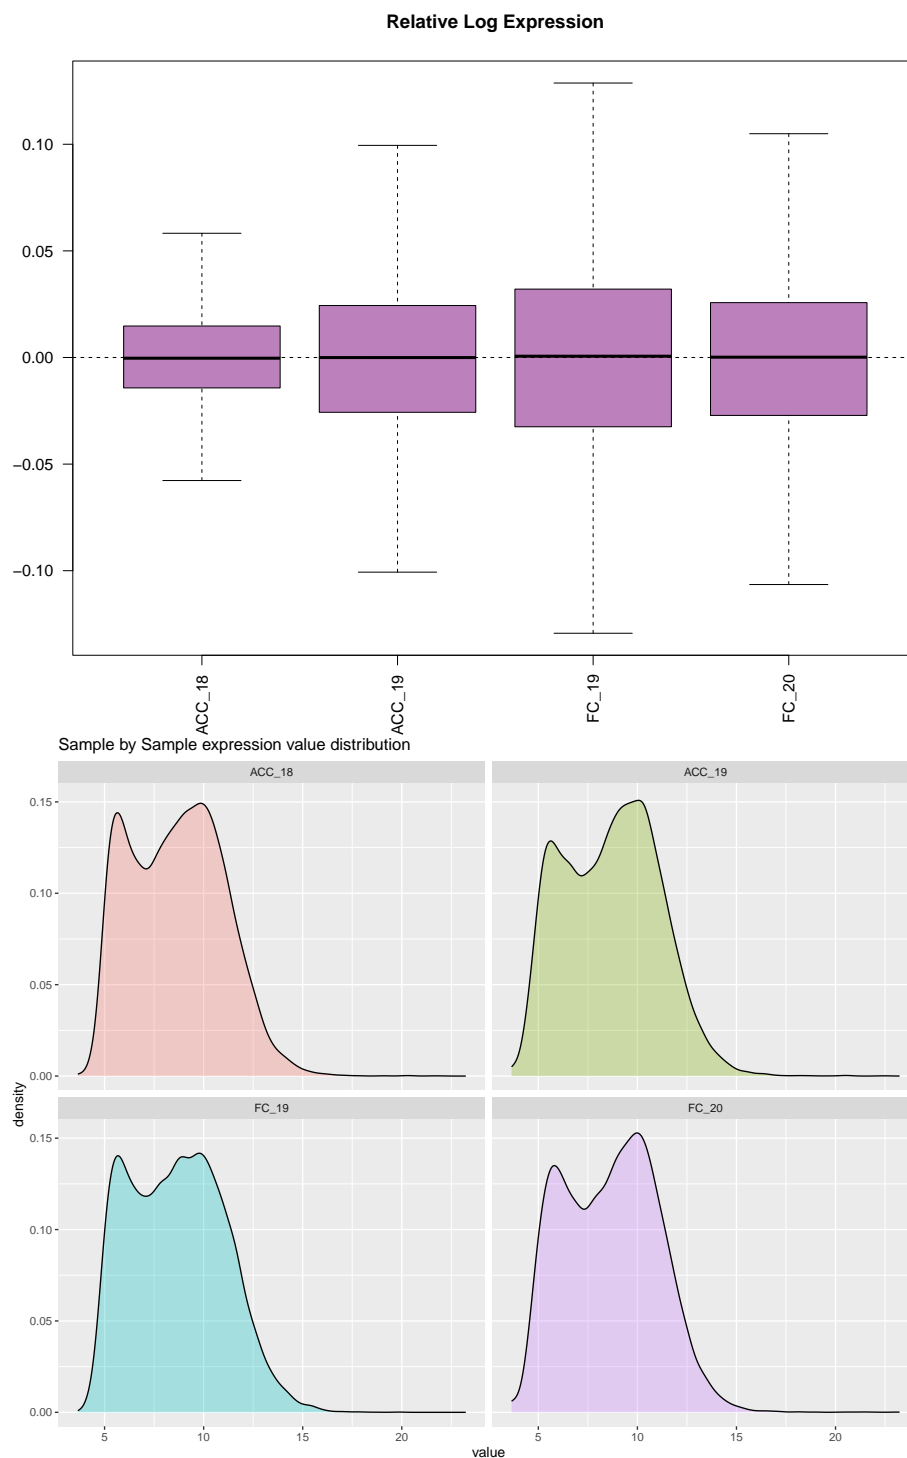 Relative Log Expression
0.10
0.05
0.00
−0.05
−0.10
ACC_18
ACC_19
FC_19
FC_20
Sample by Sample expression value distribution
ACC_18
ACC_19
0.15
0.10
0.05
0.00
density
FC_19
FC_20
0.15
0.10
0.05
0.00
5
10
15
20
5
10
15
20
value